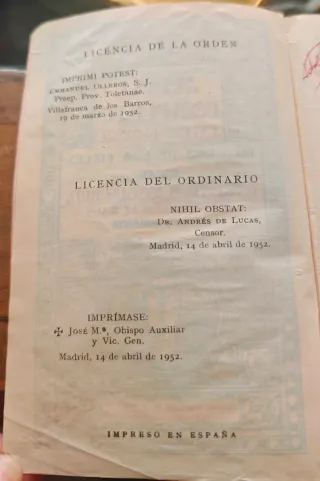 LICENCIA DE LA ORDEN
IMPRIMI POTEST:
EMMANUEL OLLEROS, S. J.
Praep. Prov. Toletanae.
Villafranca de los Barros,
19 de marzo de 1952.
LICENCIA DEL ORDINARIO
NIHIL OBSTAT:
DR. ANDRÉS DE LUCAS,
Censor.
Madrid, 14 de abril de 1952.
IMPRÍMASE:
✠ JOSÉ M.ª, Obispo Auxiliar
y Vic. Gen.
Madrid, 14 de abril de 1952.
IMPRESO EN ESPAÑA